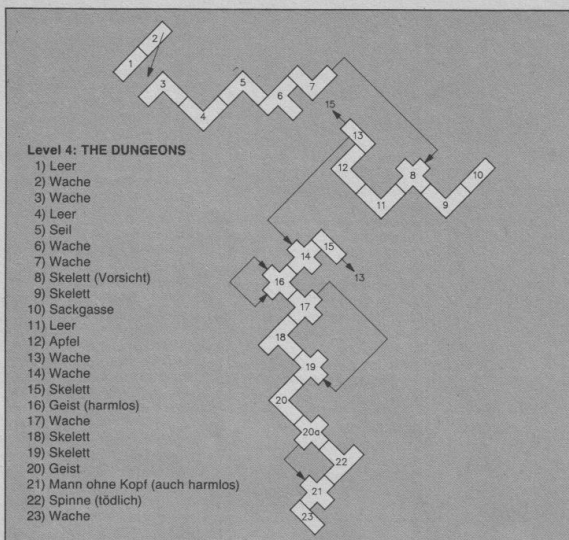 2
1
3
5
4
6
7
15
13
12
8
10
11
9
Level 4: THE DUNGEONS
1) Leer
2) Wache
3) Wache
4) Leer
5) Seil
6) Wache
7) Wache
8) Skelett (Vorsicht)
9) Skelett
10) Sackgasse
11) Leer
12) Apfel
13) Wache
14) Wache
15) Skelett
16) Geist (harmlos)
17) Wache
18) Skelett
19) Skelett
20) Geist
21) Mann ohne Kopf (auch harmlos)
22) Spinne (tödlich)
23) Wache
15
14
13
16
17
18
19
20
20a
22
21
23